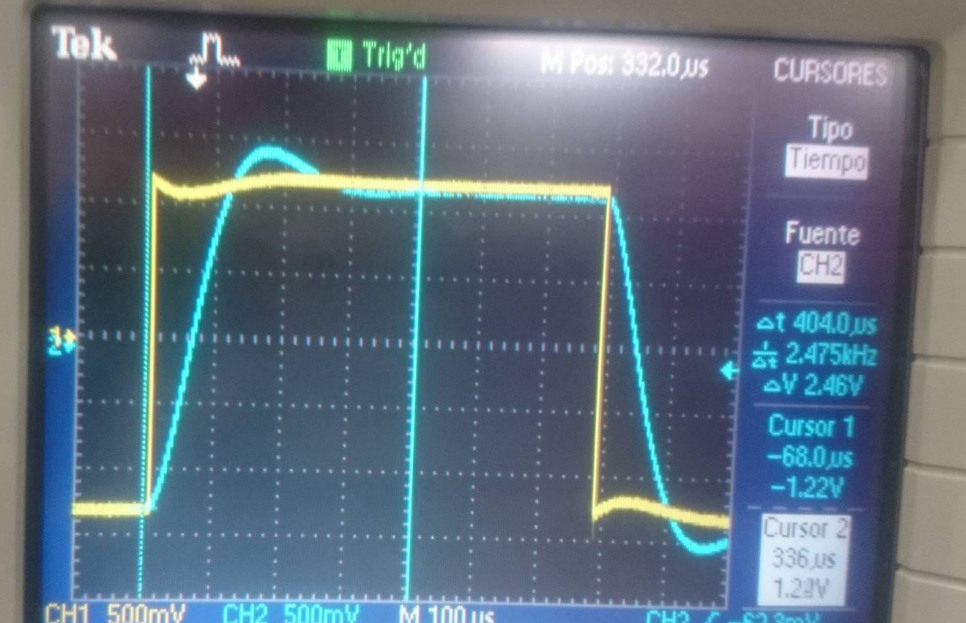 Tek Trig'd M Pos: 332.0µs CURSORES
Tipo
Tiempo
Fuente
CH2
Δt 404.0µs
1/Δt 2.475kHz
ΔV 2.46V
Cursor 1
-68.0µs
-1.22V
Cursor 2
336µs
1
2
CH1 500mV CH2 500mV M 100µs